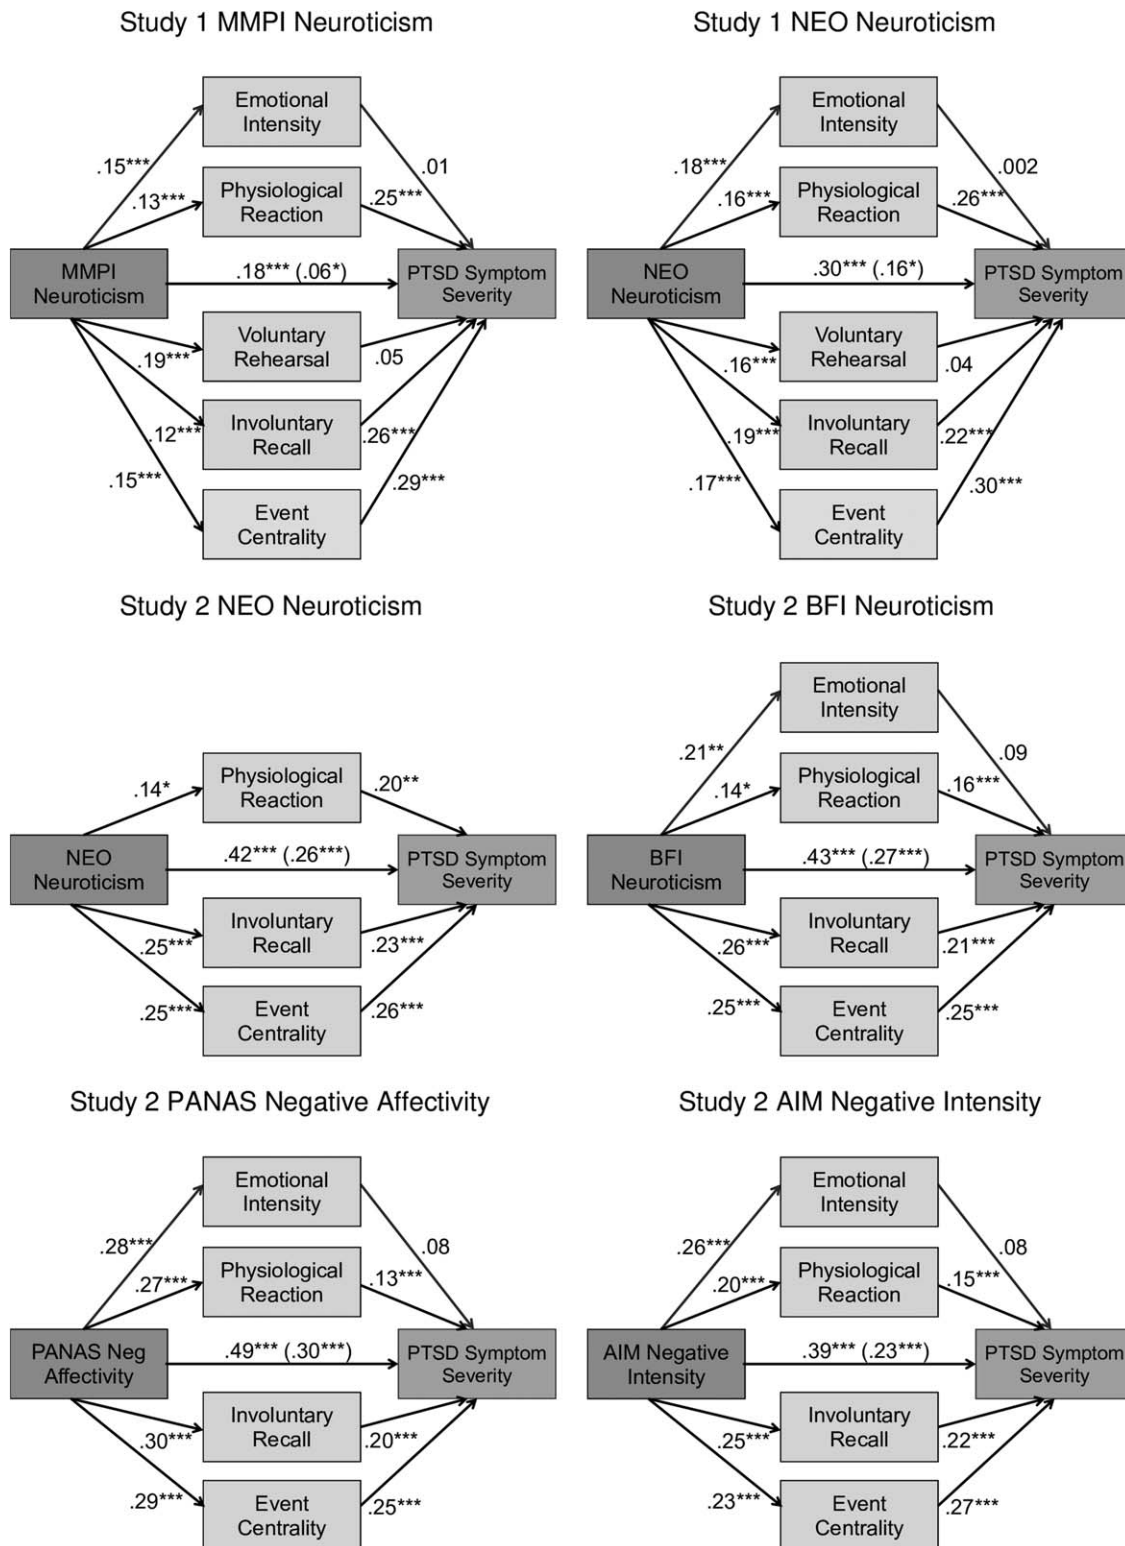 Study 1 MMPI Neuroticism
Emotional
Intensity
.15***
.01
Physiological
Reaction
.13***
.25***
MMPI
Neuroticism
.18*** (.06*)
PTSD Symptom
Severity
Voluntary
Rehearsal
.19***
.05
Involuntary
Recall
.12***
.26***
Event
Centrality
.15***
.29***
Study 1 NEO Neuroticism
Emotional
Intensity
.18***
.002
Physiological
Reaction
.16***
.26***
NEO
Neuroticism
.30*** (.16*)
PTSD Symptom
Severity
Voluntary
Rehearsal
.16***
.04
Involuntary
Recall
.19***
.22***
Event
Centrality
.17***
.30***
Study 2 NEO Neuroticism
Physiological
Reaction
.14*
.20**
NEO
Neuroticism
.42*** (.26***)
PTSD Symptom
Severity
Involuntary
Recall
.25***
.23***
Event
Centrality
.25***
.26***
Study 2 BFI Neuroticism
Emotional
Intensity
.21**
.09
Physiological
Reaction
.14*
.16***
BFI
Neuroticism
.43*** (.27***)
PTSD Symptom
Severity
Involuntary
Recall
.26***
.21***
Event
Centrality
.25***
.25***
Study 2 PANAS Negative Affectivity
Emotional
Intensity
.28***
.08
Physiological
Reaction
.27***
.13***
PANAS Neg
Affectivity
.49*** (.30***)
PTSD Symptom
Severity
Involuntary
Recall
.30***
.20***
Event
Centrality
.29***
.25***
Study 2 AIM Negative Intensity
Emotional
Intensity
.26***
.08
Physiological
Reaction
.20***
.15***
AIM Negative
Intensity
.39*** (.23***)
PTSD Symptom
Severity
Involuntary
Recall
.25***
.22***
Event
Centrality
.23***
.27***